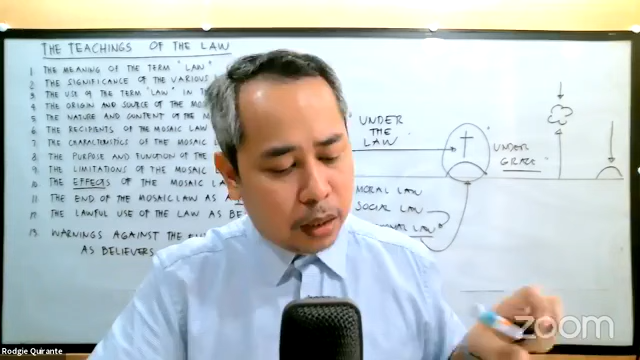 THE TEACHINGS OF THE LAW
1 THE MEANING OF THE TERM "LAW"
2 THE SIGNIFICANCE OF THE VARIOUS
3 THE USE OF THE TERM "LAW" IN
4 THE ORIGIN AND SOURCE OF THE
5 THE NATURE AND CONTENT OF THE
6 THE RECIPIENTS OF THE MOSAIC LAW
7 THE CHARACTERISTICS OF THE MOSAIC
8 THE PURPOSE AND FUNCTION OF THE
9 THE LIMITATIONS OF THE MOSAIC
10 THE EFFECTS OF THE MOSAIC
11 THE END OF THE MOSAIC LAW AS
12 THE LAWFUL USE OF THE LAW AS
13. WARNINGS AGAINST THE
AS BELIEVERS
UNDER
THE
LAW
UNDER
GRACE
MORAL LAW
SOCIAL LAW
LAW
zoom
Rodgie Quirante